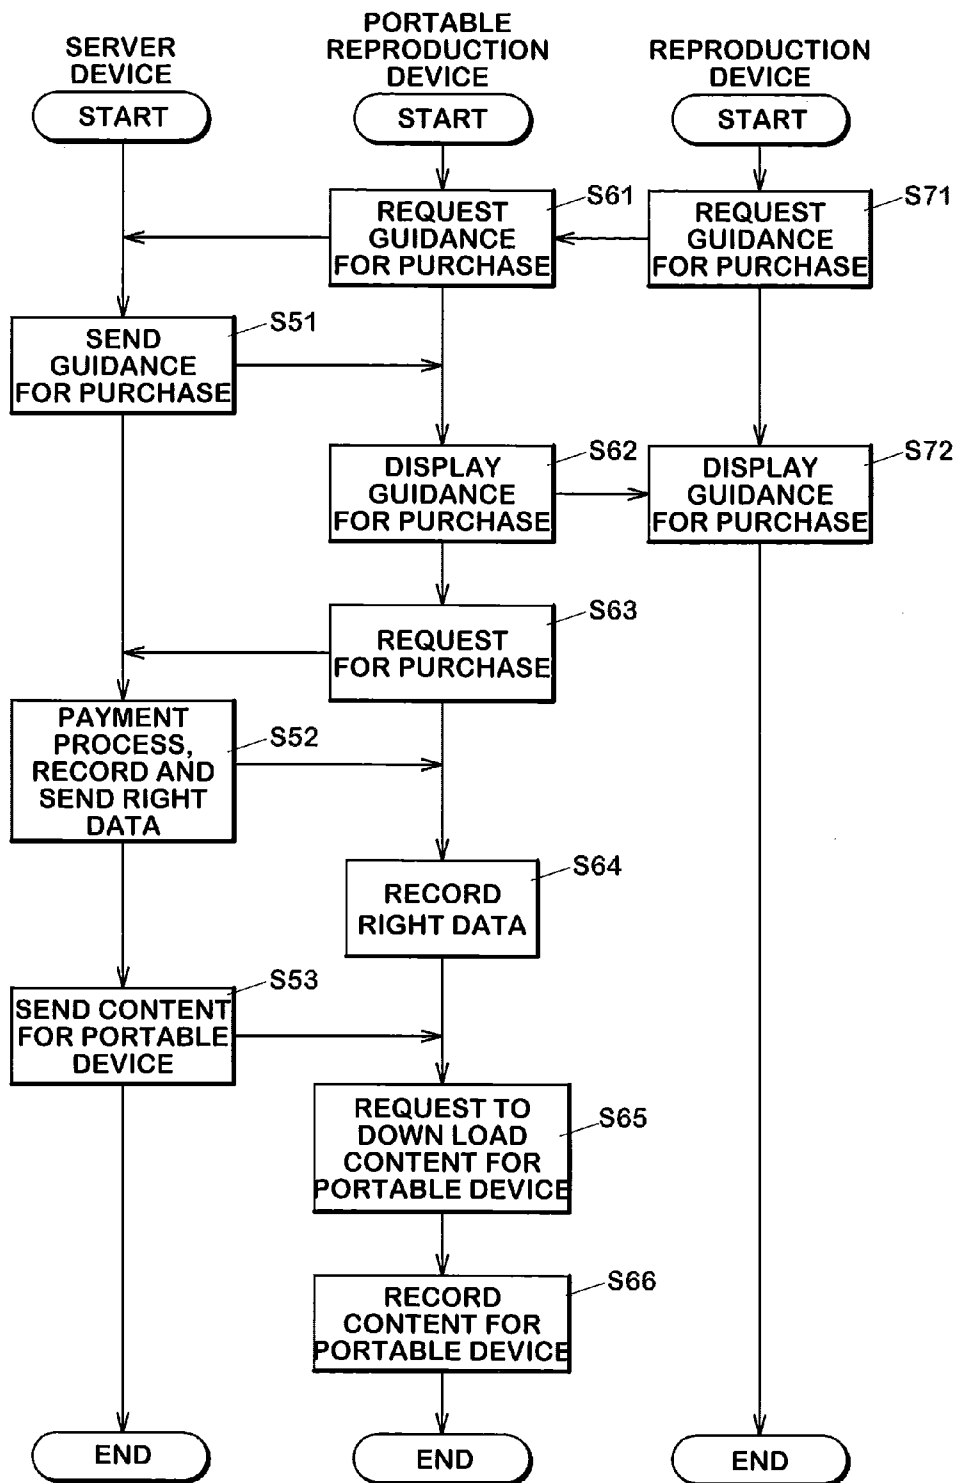 SERVER
DEVICE
START
PORTABLE
REPRODUCTION
DEVICE
START
REPRODUCTION
DEVICE
START
S61
REQUEST
GUIDANCE
FOR PURCHASE
S71
REQUEST
GUIDANCE
FOR PURCHASE
S51
SEND
GUIDANCE
FOR PURCHASE
S62
DISPLAY
GUIDANCE
FOR PURCHASE
S72
DISPLAY
GUIDANCE
FOR PURCHASE
S63
REQUEST
FOR PURCHASE
S52
PAYMENT
PROCESS,
RECORD AND
SEND RIGHT
DATA
S64
RECORD
RIGHT DATA
S53
SEND CONTENT
FOR PORTABLE
DEVICE
S65
REQUEST TO
DOWN LOAD
CONTENT FOR
PORTABLE DEVICE
S66
RECORD
CONTENT FOR
PORTABLE DEVICE
END
END
END